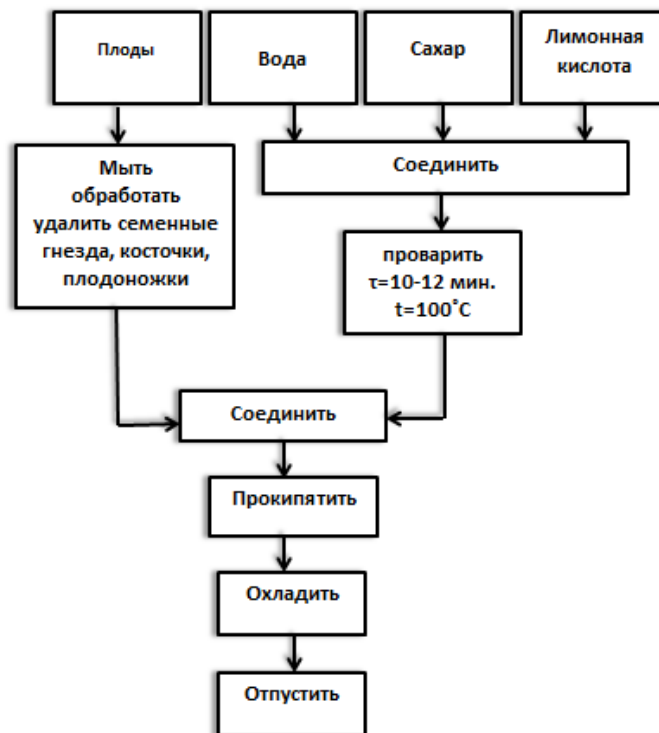 Плоды
Вода
Сахар
Лимонная
кислота
Мыть
обработать
удалить семенные
гнезда, косточки,
плодоножки
Соединить
проварить
τ=10-12 мин.
t=100˚С
Соединить
Прокипятить
Охладить
Отпустить